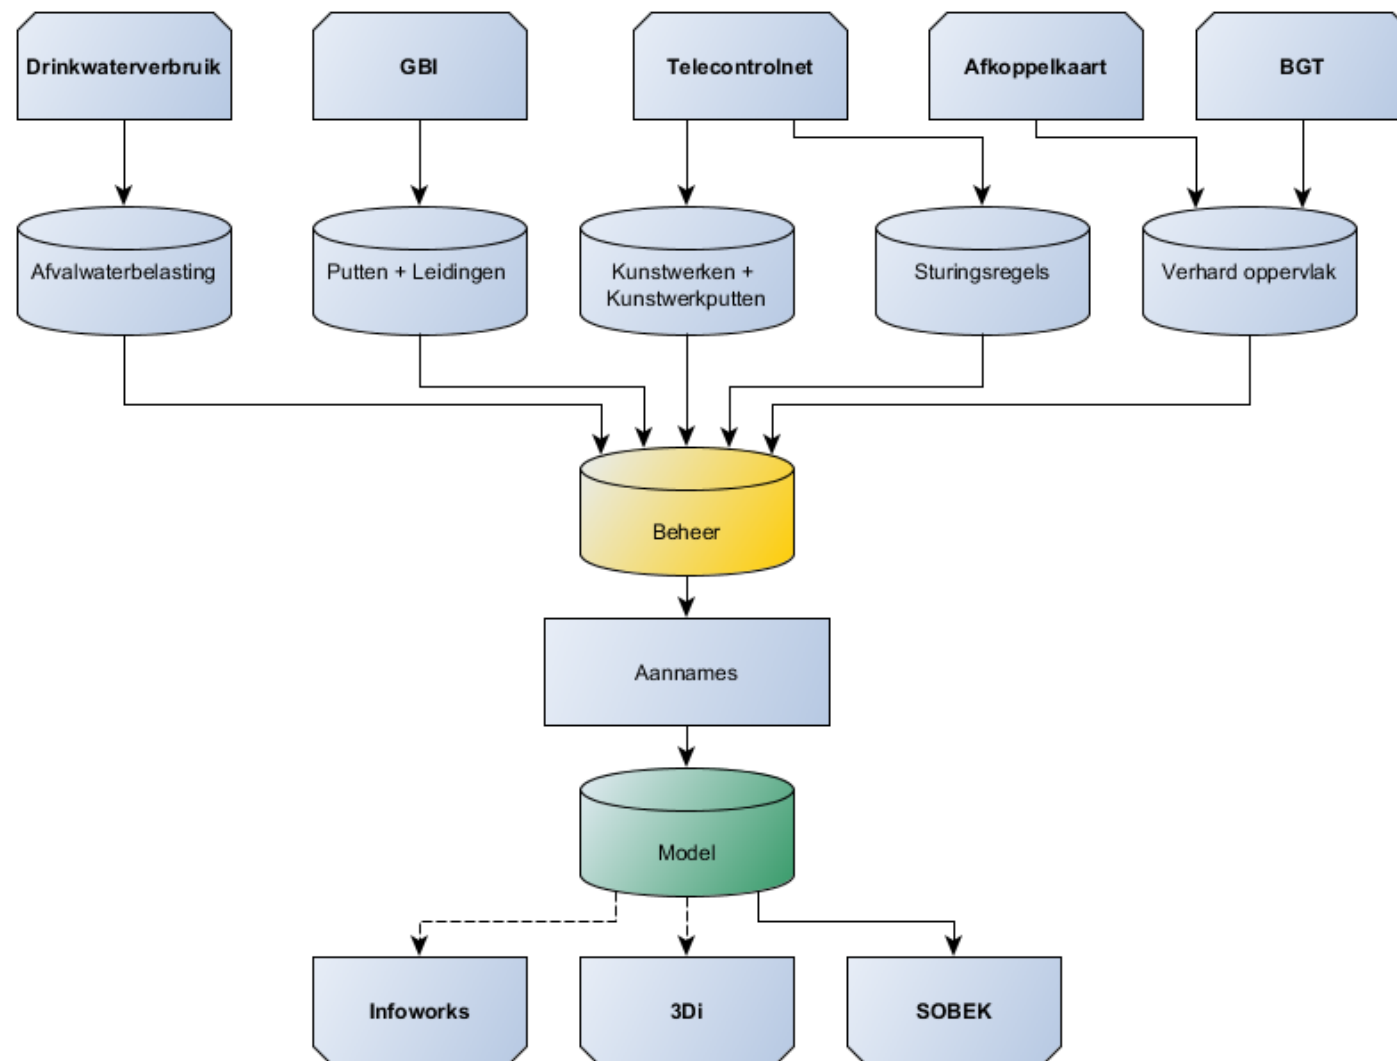 Drinkwaterverbruik
GBI
Telecontrolnet
Afkoppelkaart
BGT
Afvalwaterbelasting
Putten + Leidingen
Kunstwerken +
Kunstwerkputten
Sturingsregels
Verhard oppervlak
Beheer
Aannames
Model
Infoworks
3Di
SOBEK